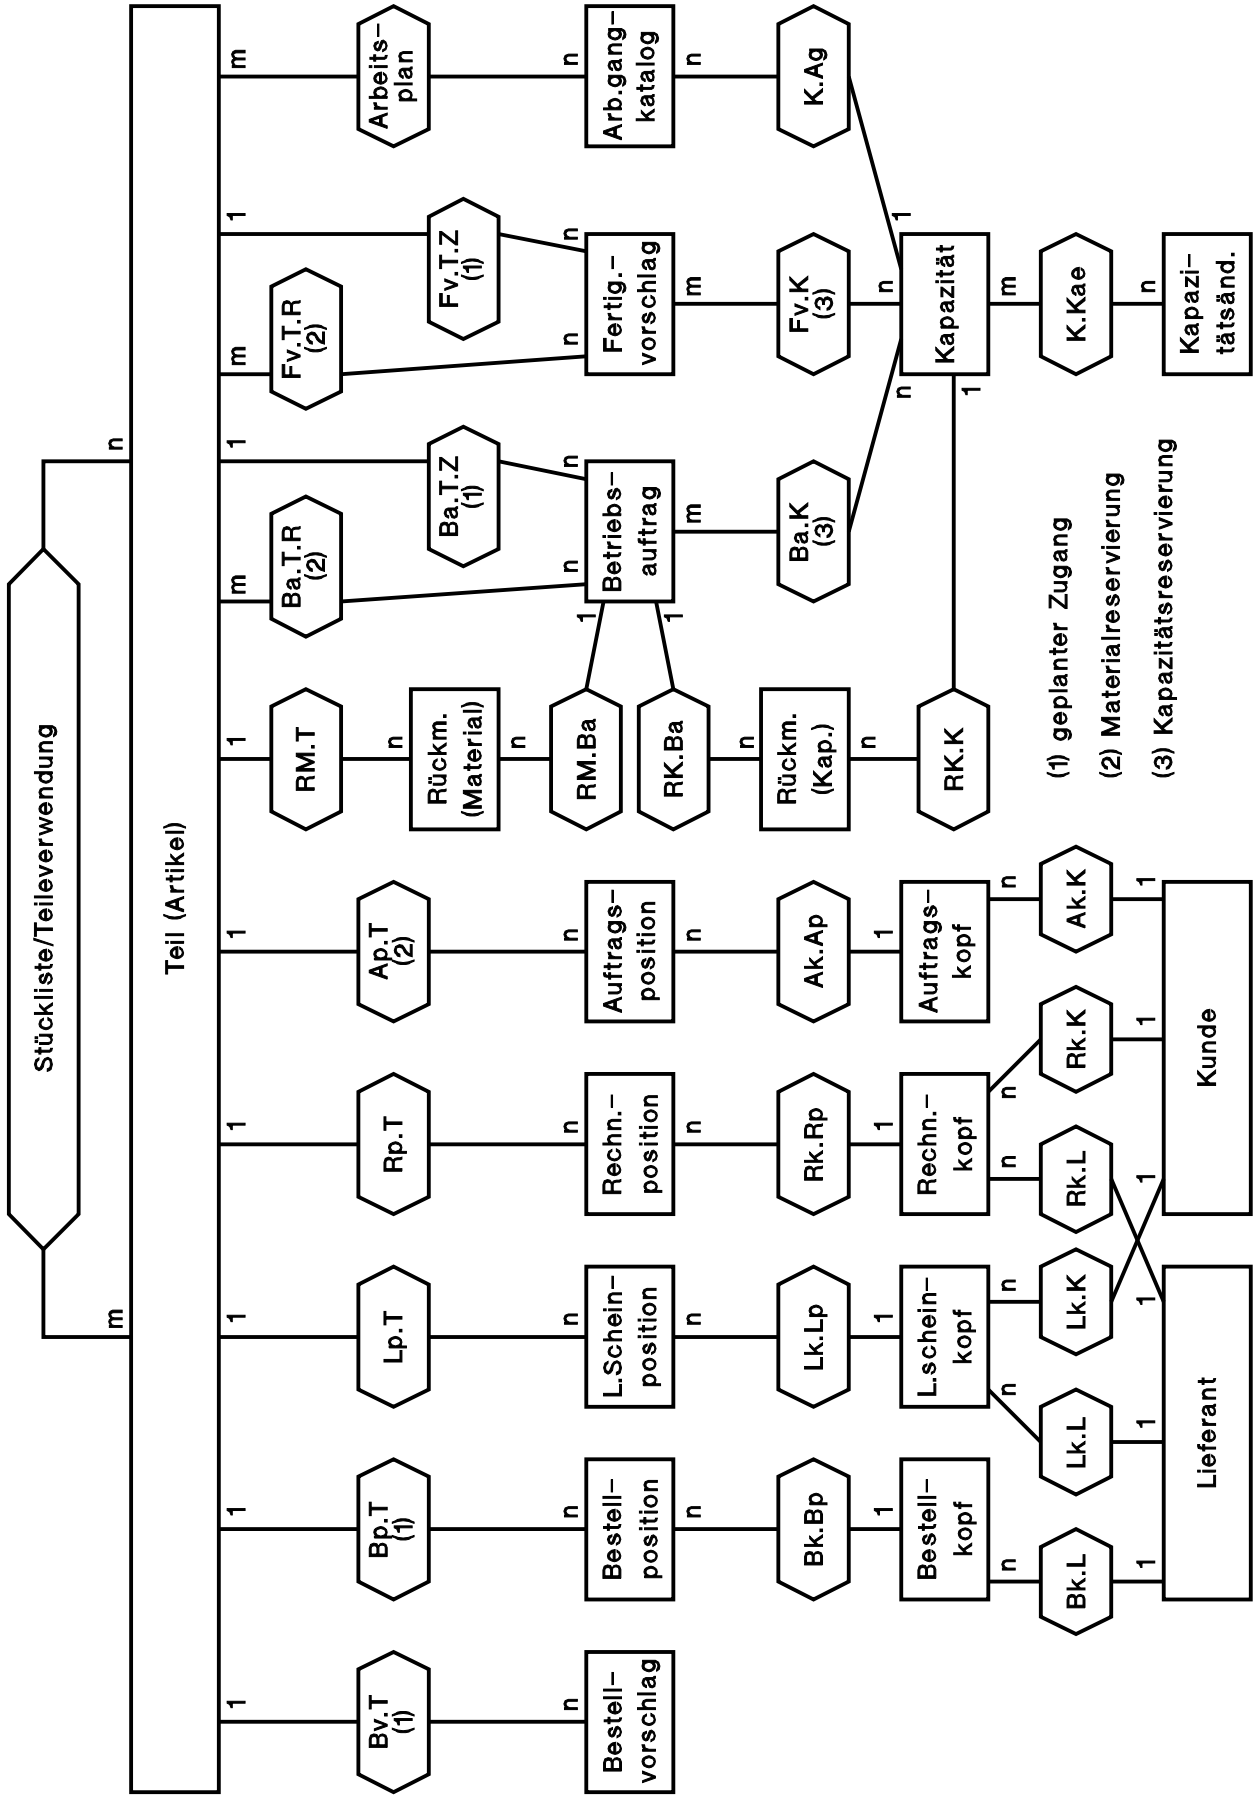 Stückliste/Teileverwendung
m
n
Teil (Artikel)
1
1
1
1
1
1
m
1
m
1
m
Bv.T
(1)
Bp.T
(1)
Lp.T
Rp.T
Ap.T
(2)
RM.T
Ba.T.R
(2)
Ba.T.Z
(1)
Fv.T.R
(2)
Fv.T.Z
(1)
Arbeits–
plan
n
Rückm.
(Material)
n
n
n
n
n
n
n
n
n
n
n
Bestell–
vorschlag
Bestell–
position
L.Schein–
position
Rechn.–
position
Auftrags–
position
RM.Ba
1
RK.Ba
1
Betriebs–
auftrag
Fertig.–
vorschlag
Arb.gang–
katalog
n
n
n
n
n
m
m
n
Bk.Bp
Lk.Lp
Rk.Rp
Ak.Ap
Rückm.
(Kap.)
Ba.K
(3)
Fv.K
(3)
K.Ag
1
1
1
1
n
n
n
1
Bestell–
kopf
L.schein–
kopf
Rechn.–
kopf
Auftrags–
kopf
RK.K
1
Kapazität
n
n
n
n
n
n
m
Bk.L
Lk.L
Lk.K
Rk.L
Rk.K
Ak.K
K.Kae
1
1
1
1
1
1
n
Lieferant
Kunde
Kapazi–
tätsänd.
(1) geplanter Zugang
(2) Materialreservierung
(3) Kapazitätsreservierung